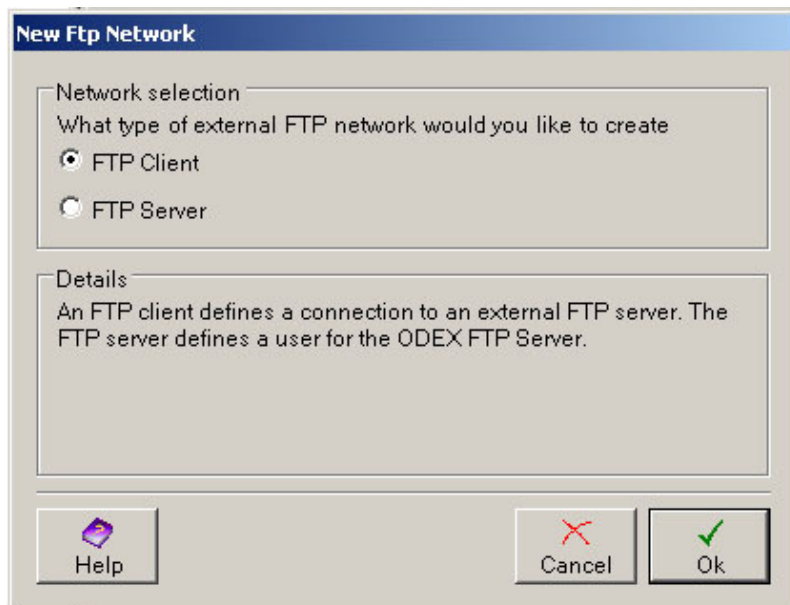 New Ftp Network
Network selection
What type of external FTP network would you like to create
FTP Client
FTP Server
Details
An FTP client defines a connection to an external FTP server. The
FTP server defines a user for the ODEX FTP Server.
Help
Cancel
Ok